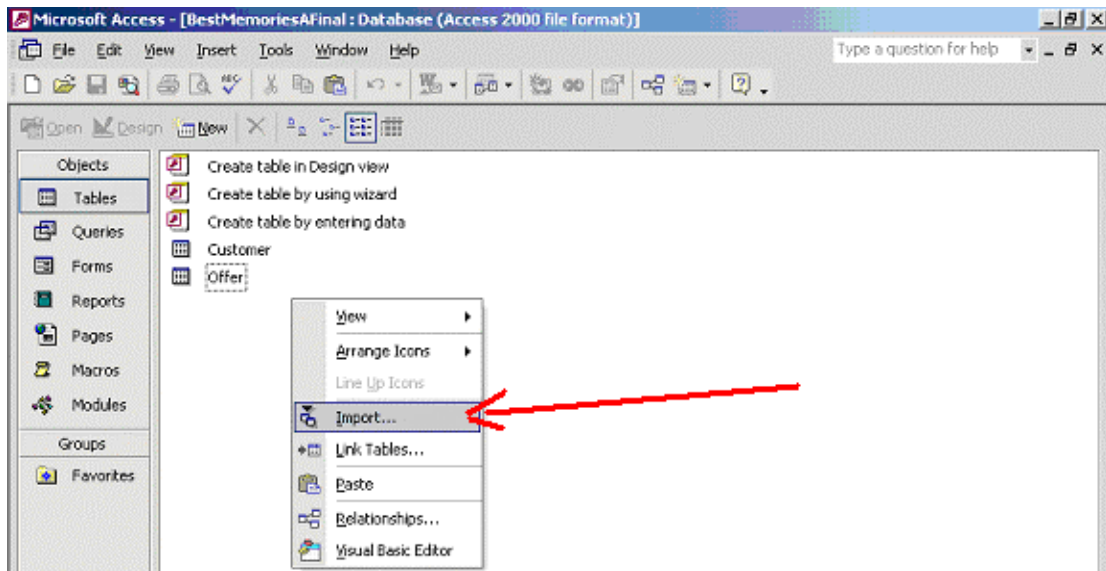 Microsoft Access - [BestMemoriesAFinal : Database (Access 2000 file format)]
File Edit View Insert Tools Window Help Type a question for help
Open Design New
Objects
Tables
Queries
Forms
Reports
Pages
Macros
Modules
Groups
Favorites
Create table in Design view
Create table by using wizard
Create table by entering data
Customer
Offer
View
Arrange Icons
Line Up Icons
Import...
Link Tables...
Paste
Relationships...
Visual Basic Editor